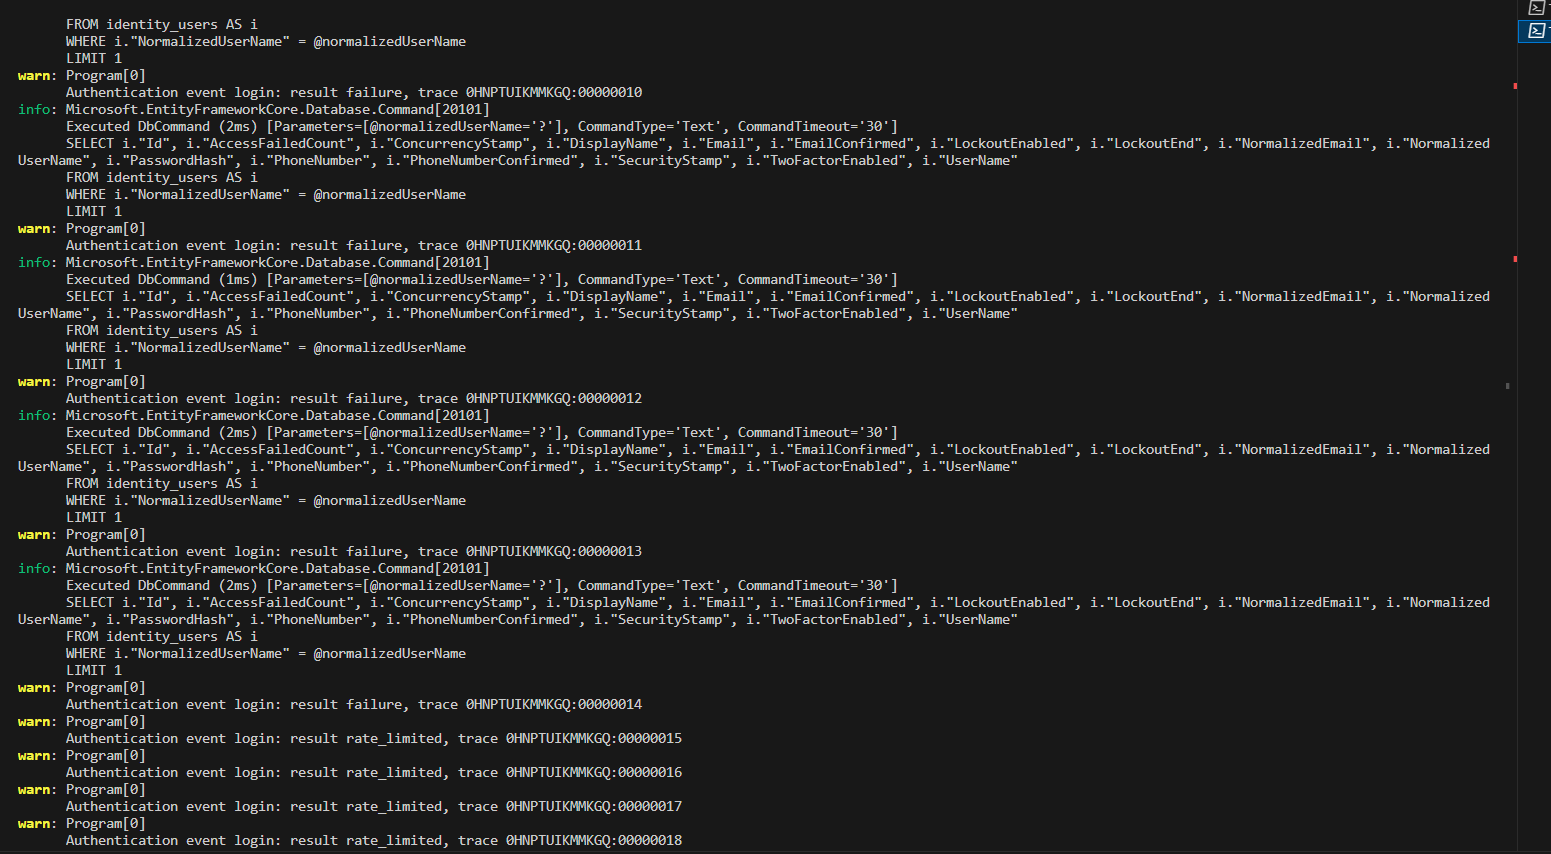 FROM identity_users AS i
WHERE i."NormalizedUserName" = @normalizedUserName
LIMIT 1
warn: Program[0]
Authentication event login: result failure, trace 0HNPTUIKMMKGQ:00000010
info: Microsoft.EntityFrameworkCore.Database.Command[20101]
Executed DbCommand (2ms) [Parameters=[@normalizedUserName='?'], CommandType='Text', CommandTimeout='30']
SELECT i."Id", i."AccessFailedCount", i."ConcurrencyStamp", i."DisplayName", i."Email", i."EmailConfirmed", i."LockoutEnabled", i."LockoutEnd", i."NormalizedEmail", i."Normalized
UserName", i."PasswordHash", i."PhoneNumber", i."PhoneNumberConfirmed", i."SecurityStamp", i."TwoFactorEnabled", i."UserName"
FROM identity_users AS i
WHERE i."NormalizedUserName" = @normalizedUserName
LIMIT 1
warn: Program[0]
Authentication event login: result failure, trace 0HNPTUIKMMKGQ:00000011
info: Microsoft.EntityFrameworkCore.Database.Command[20101]
Executed DbCommand (1ms) [Parameters=[@normalizedUserName='?'], CommandType='Text', CommandTimeout='30']
SELECT i."Id", i."AccessFailedCount", i."ConcurrencyStamp", i."DisplayName", i."Email", i."EmailConfirmed", i."LockoutEnabled", i."LockoutEnd", i."NormalizedEmail", i."Normalized
UserName", i."PasswordHash", i."PhoneNumber", i."PhoneNumberConfirmed", i."SecurityStamp", i."TwoFactorEnabled", i."UserName"
FROM identity_users AS i
WHERE i."NormalizedUserName" = @normalizedUserName
LIMIT 1
warn: Program[0]
Authentication event login: result failure, trace 0HNPTUIKMMKGQ:00000012
info: Microsoft.EntityFrameworkCore.Database.Command[20101]
Executed DbCommand (2ms) [Parameters=[@normalizedUserName='?'], CommandType='Text', CommandTimeout='30']
SELECT i."Id", i."AccessFailedCount", i."ConcurrencyStamp", i."DisplayName", i."Email", i."EmailConfirmed", i."LockoutEnabled", i."LockoutEnd", i."NormalizedEmail", i."Normalized
UserName", i."PasswordHash", i."PhoneNumber", i."PhoneNumberConfirmed", i."SecurityStamp", i."TwoFactorEnabled", i."UserName"
FROM identity_users AS i
WHERE i."NormalizedUserName" = @normalizedUserName
LIMIT 1
warn: Program[0]
Authentication event login: result failure, trace 0HNPTUIKMMKGQ:00000013
info: Microsoft.EntityFrameworkCore.Database.Command[20101]
Executed DbCommand (2ms) [Parameters=[@normalizedUserName='?'], CommandType='Text', CommandTimeout='30']
SELECT i."Id", i."AccessFailedCount", i."ConcurrencyStamp", i."DisplayName", i."Email", i."EmailConfirmed", i."LockoutEnabled", i."LockoutEnd", i."NormalizedEmail", i."Normalized
UserName", i."PasswordHash", i."PhoneNumber", i."PhoneNumberConfirmed", i."SecurityStamp", i."TwoFactorEnabled", i."UserName"
FROM identity_users AS i
WHERE i."NormalizedUserName" = @normalizedUserName
LIMIT 1
warn: Program[0]
Authentication event login: result failure, trace 0HNPTUIKMMKGQ:00000014
warn: Program[0]
Authentication event login: result rate_limited, trace 0HNPTUIKMMKGQ:00000015
warn: Program[0]
Authentication event login: result rate_limited, trace 0HNPTUIKMMKGQ:00000016
warn: Program[0]
Authentication event login: result rate_limited, trace 0HNPTUIKMMKGQ:00000017
warn: Program[0]
Authentication event login: result rate_limited, trace 0HNPTUIKMMKGQ:00000018